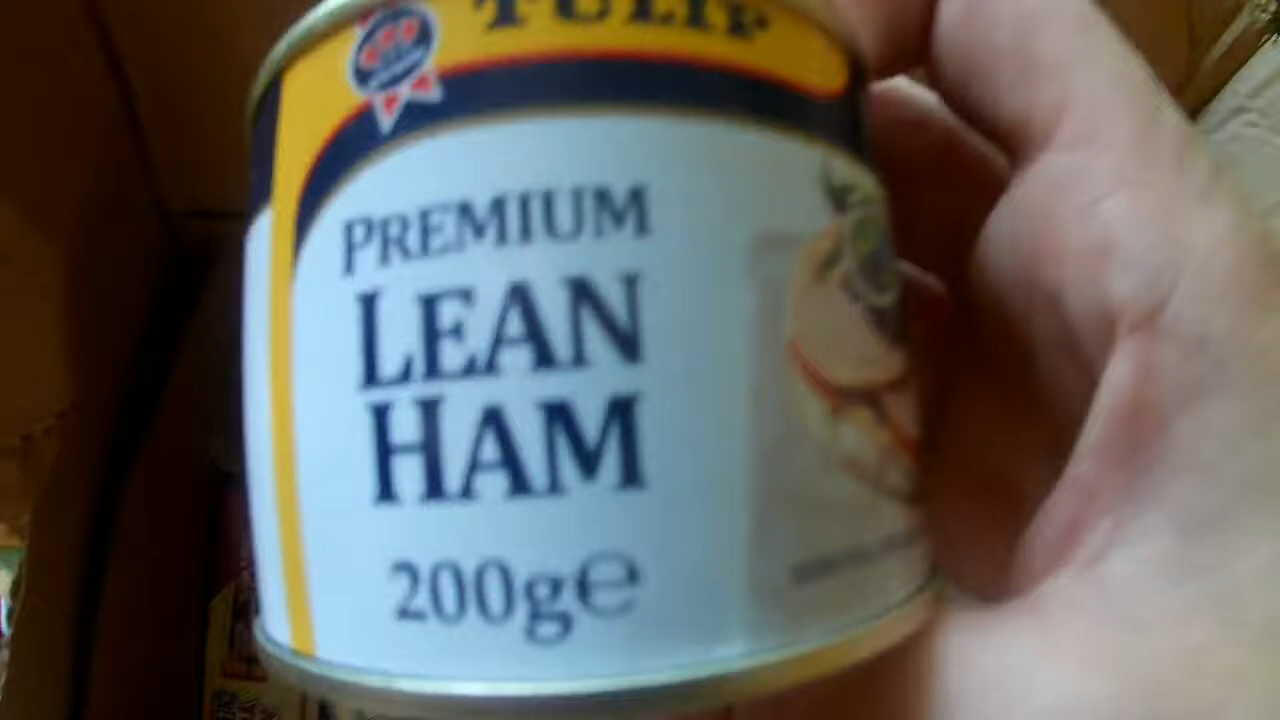 TULIP
PREMIUM
LEAN
HAM
200g℮